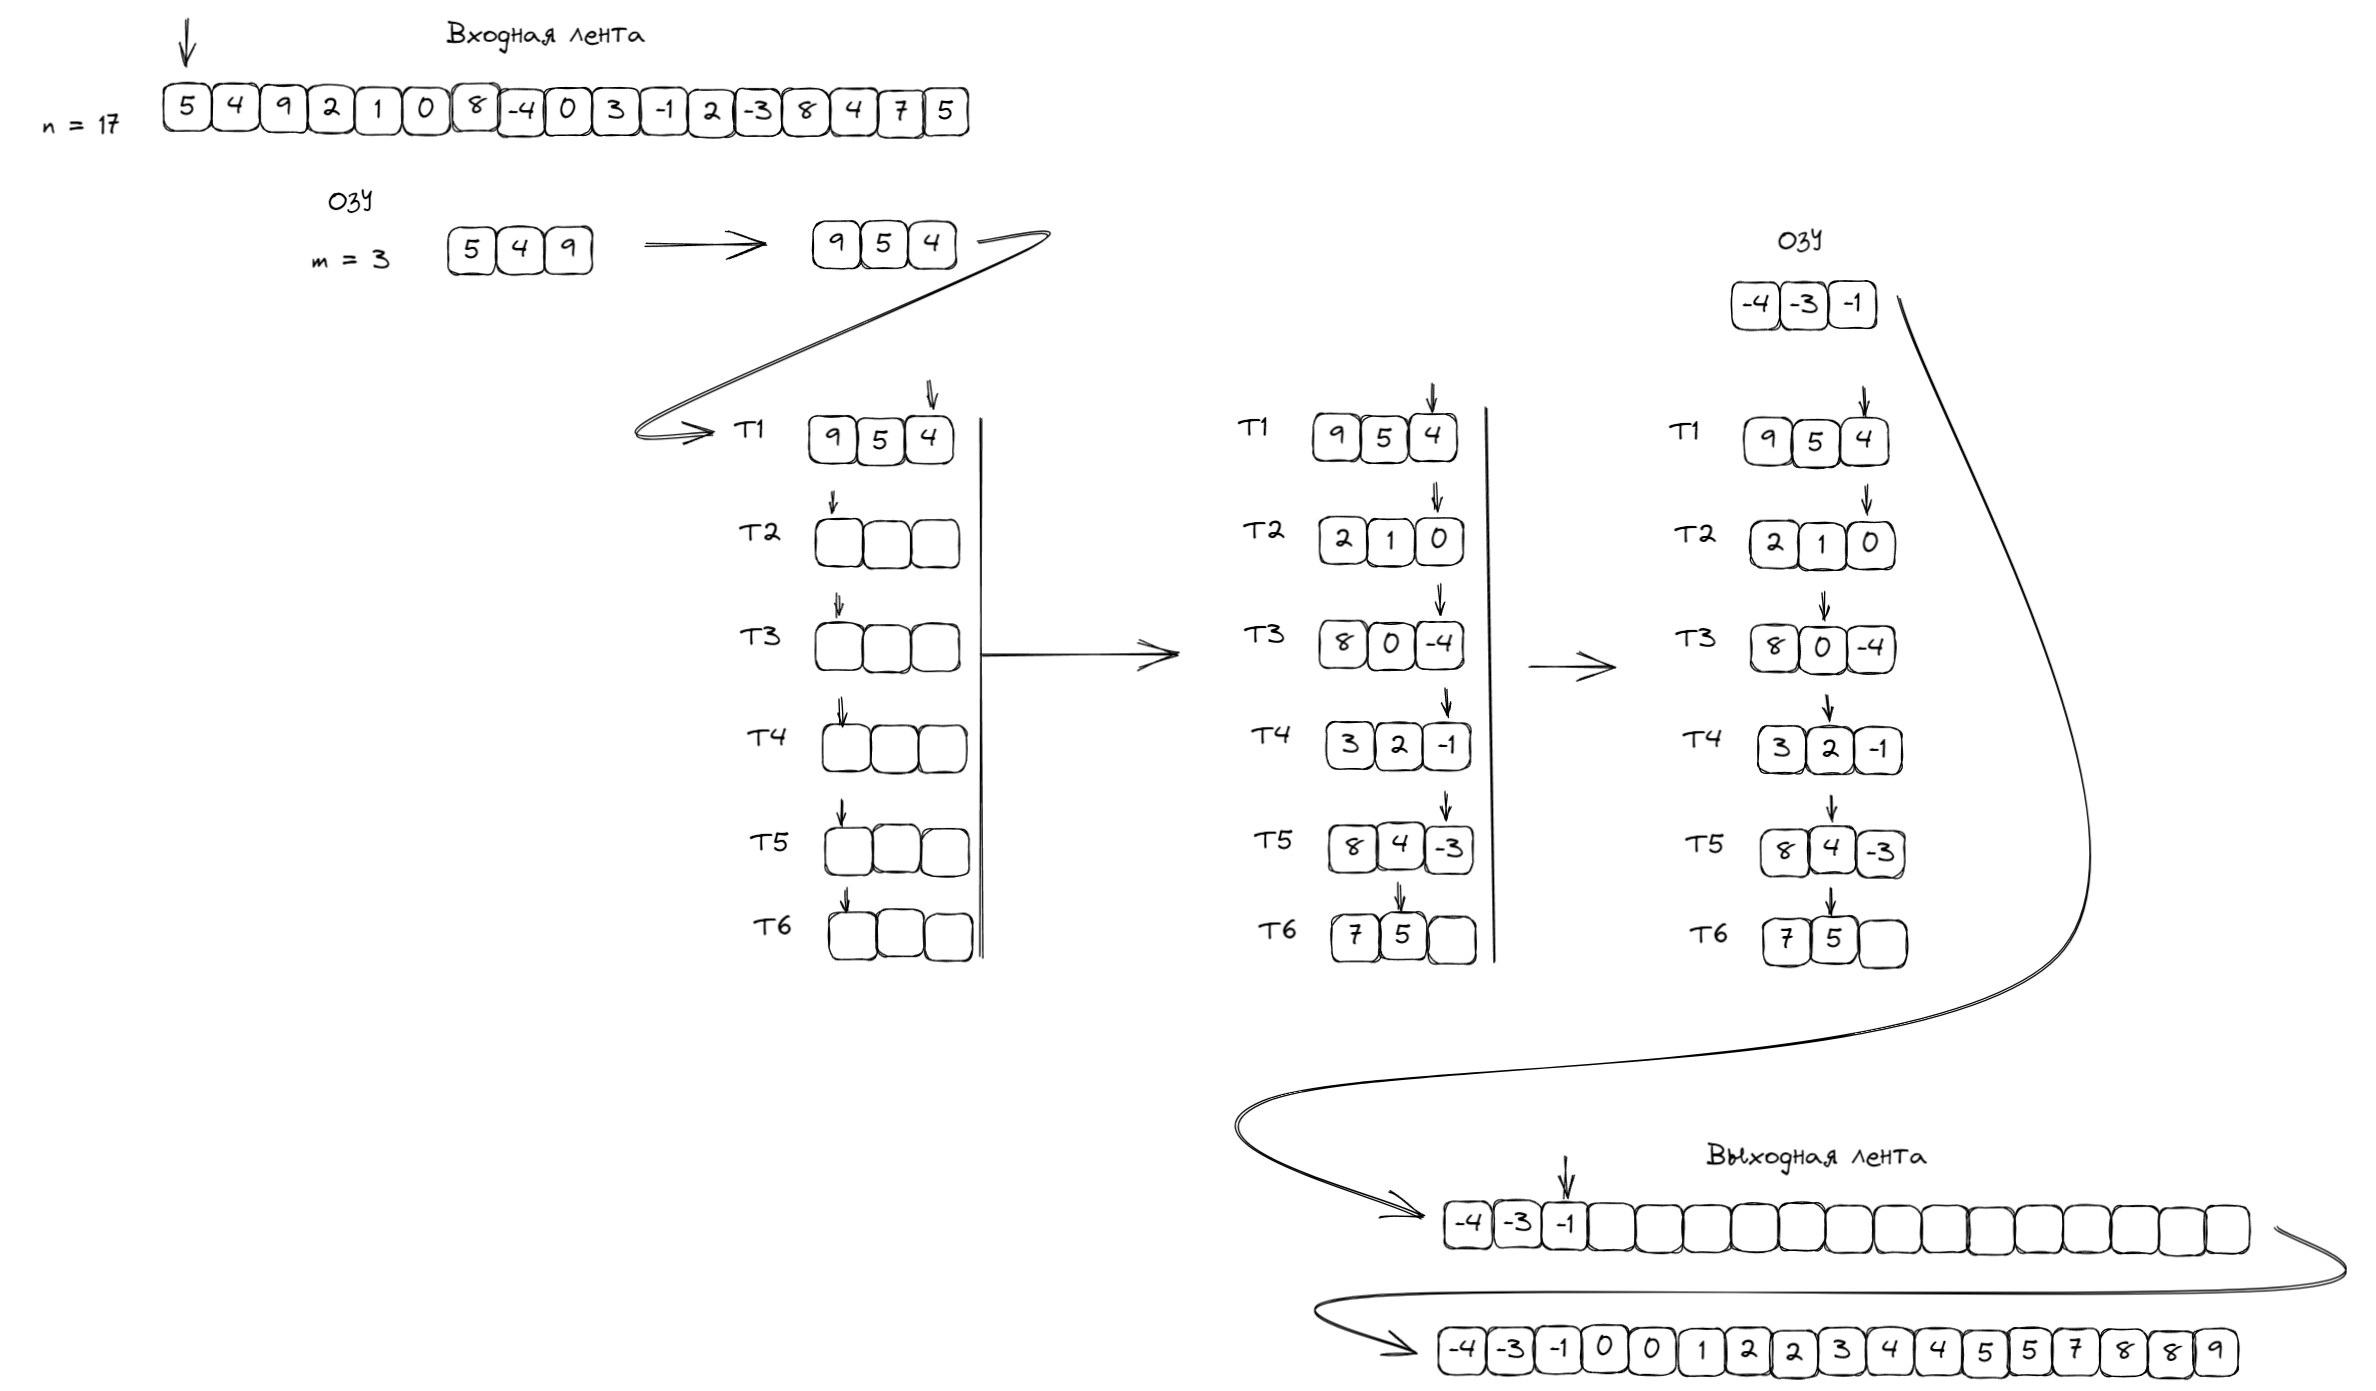 Входная лента
n = 17
5 4 9 2 1 0 8 -4 0 3 -1 2 -3 8 4 7 5
ОЗУ
m = 3
5 4 9
9 5 4
T1 9 5 4
T2
T3
T4
T5
T6
T1 9 5 4
T2 2 1 0
T3 8 0 -4
T4 3 2 -1
T5 8 4 -3
T6 7 5
ОЗУ
-4 -3 -1
T1 9 5 4
T2 2 1 0
T3 8 0 -4
T4 3 2 -1
T5 8 4 -3
T6 7 5
Выходная лента
-4 -3 -1
-4 -3 -1 0 0 1 2 2 3 4 4 5 5 7 8 8 9